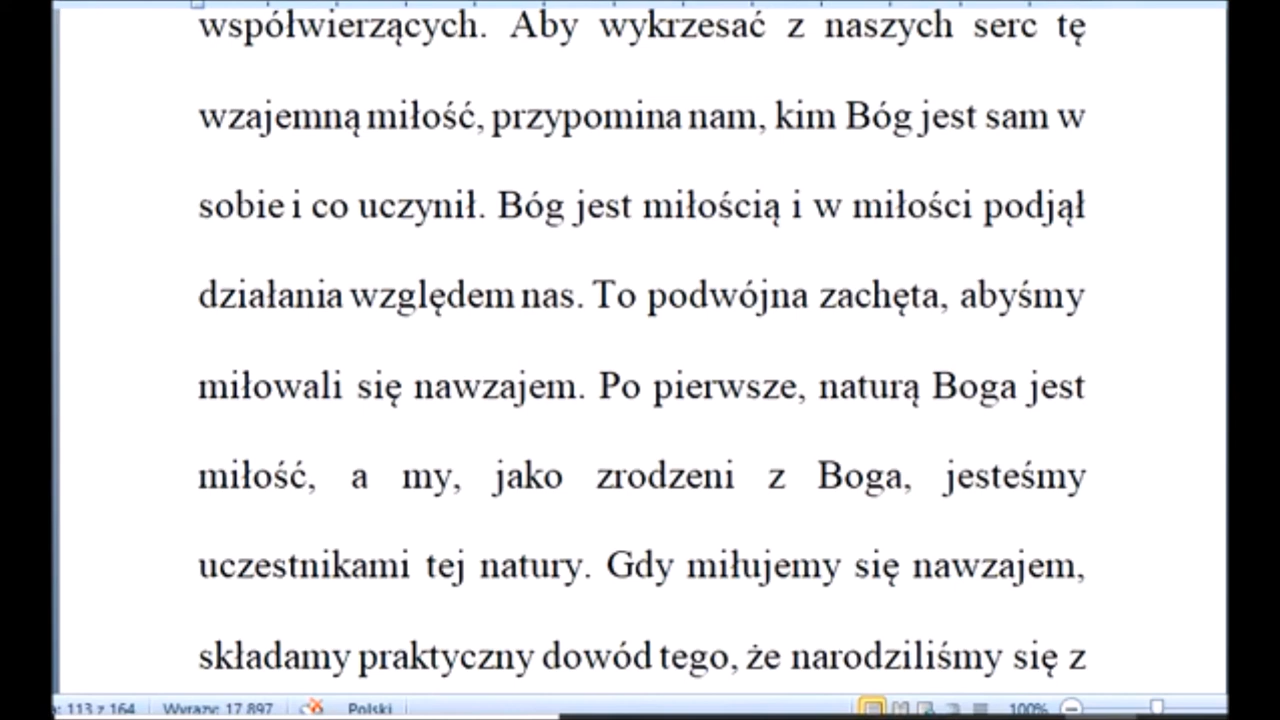 współwierzących. Aby wykrzesać z naszych serc tę
wzajemną miłość, przypomina nam, kim Bóg jest sam w
sobie i co uczynił. Bóg jest miłością i w miłości podjął
działania względem nas. To podwójna zachęta, abyśmy
miłowali się nawzajem. Po pierwsze, naturą Boga jest
miłość, a my, jako zrodzeni z Boga, jesteśmy
uczestnikami tej natury. Gdy miłujemy się nawzajem,
składamy praktyczny dowód tego, że narodziliśmy się z
113 z 164 Wyrazy: 17 897 Polski 100%